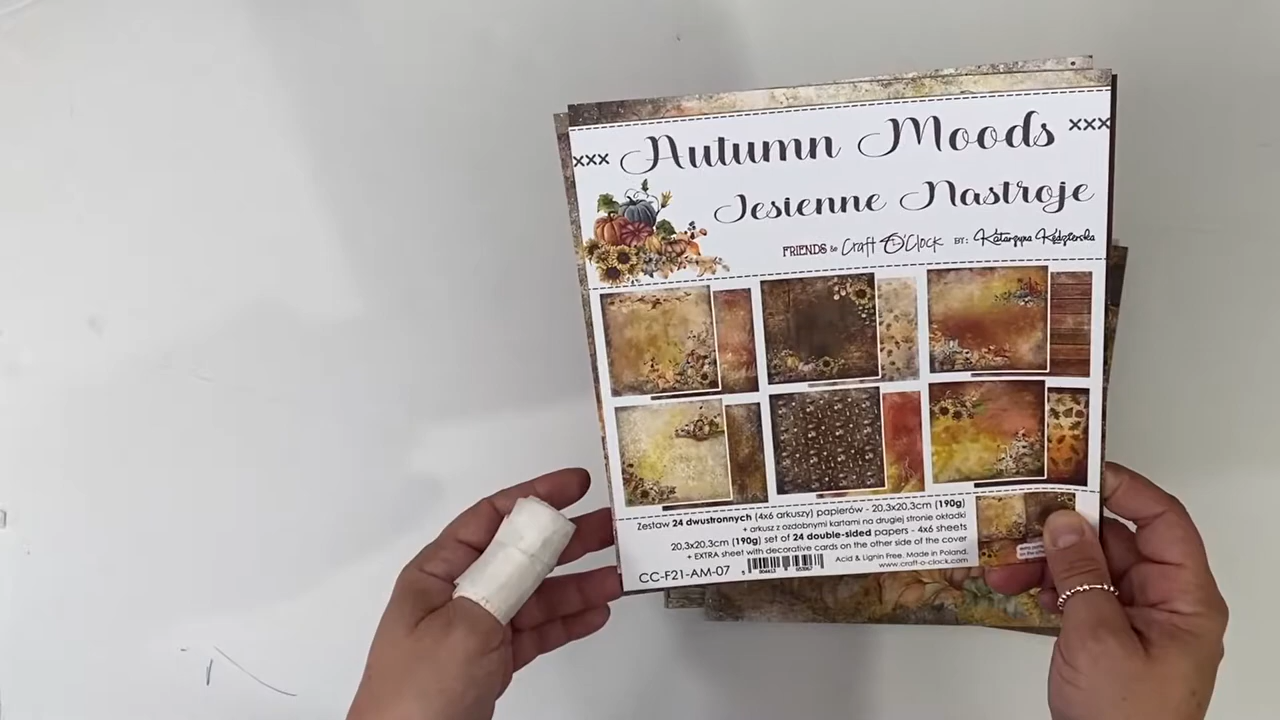 xxx Autumn Moods xxx
Jesienne Nastroje
FRIENDS & Craft O'Clock BY: Katarzyna Kędzierska
Zestaw 24 dwustronnych (4x6 arkuszy) papierów - 20,3x20,3cm (190g)
+ arkusz z ozdobnymi kartami na drugiej stronie okładki
20,3x20,3cm (190g) set of 24 double-sided papers - 4x6 sheets
+ EXTRA sheet with decorative cards on the other side of the cover
CC-F21-AM-07
Acid & Lignin Free. Made in Poland.
www.craft-o-clock.com